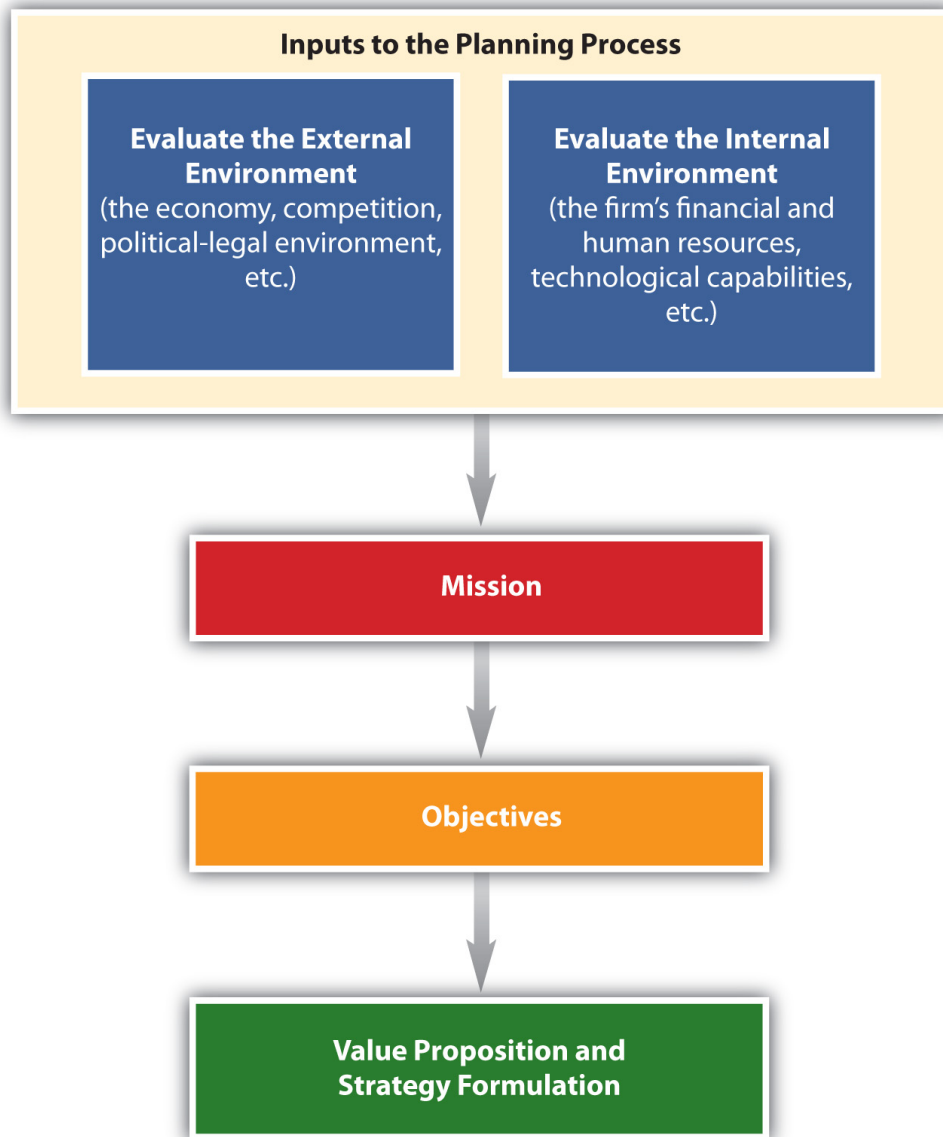 Inputs to the Planning Process
Evaluate the External
Environment
(the economy, competition,
political-legal environment,
etc.)
Evaluate the Internal
Environment
(the firm’s financial and
human resources,
technological capabilities,
etc.)
Mission
Objectives
Value Proposition and
Strategy Formulation